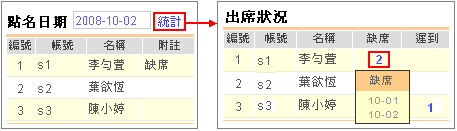 點名日期 2008-10-02 統計
編號 帳號 名稱 附註
1 s1 李勻萱 缺席
2 s2 葉欣恆
3 s3 陳小婷
出席狀況
編號 帳號 名稱 缺席 遲到
1 s1 李勻萱 2
2 s2 葉欲恆
缺席
10-01
10-02
3 s3 陳小婷 1